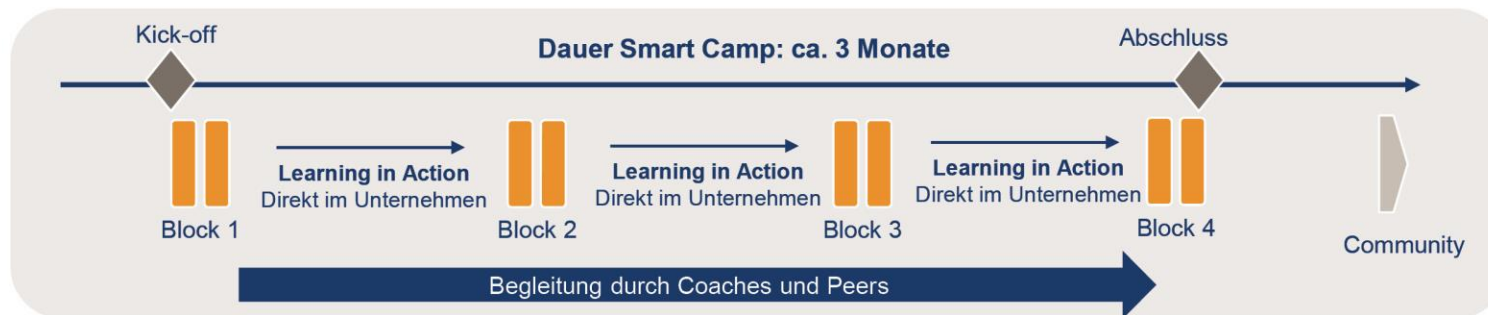 Kick-off
Dauer Smart Camp: ca. 3 Monate
Abschluss
Learning in Action
Direkt im Unternehmen
Learning in Action
Direkt im Unternehmen
Learning in Action
Direkt im Unternehmen
Block 1
Block 2
Block 3
Block 4
Community
Begleitung durch Coaches und Peers